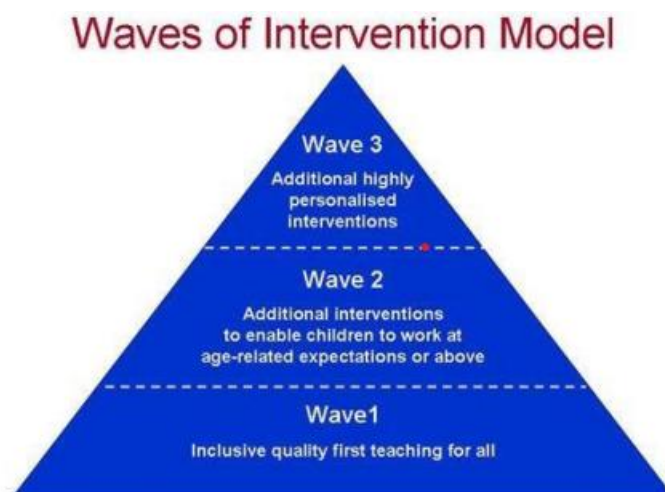 Waves of Intervention Model
Wave 3
Additional highly
personalised
interventions
Wave 2
Additional interventions
to enable children to work at
age-related expectations or above
Wave1
Inclusive quality first teaching for all